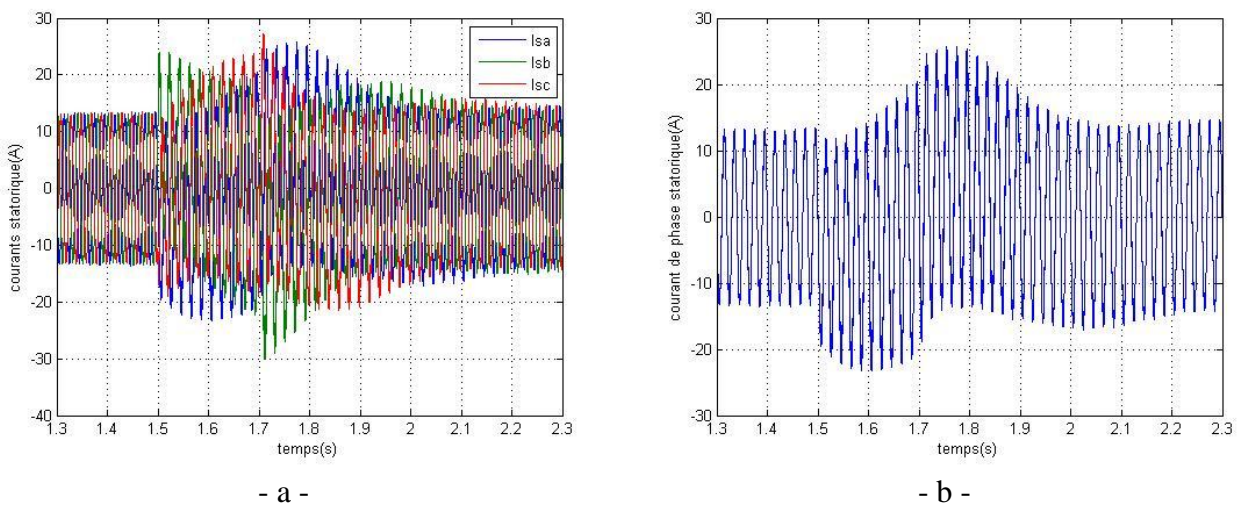 30
20
10
0
-10
-20
-30
-40
courants statorique(A)
1.3 1.4 1.5 1.6 1.7 1.8 1.9 2 2.1 2.2 2.3
temps(s)
Isa
Isb
Isc
- a -
30
20
10
0
-10
-20
-30
courant de phase statorique(A)
1.3 1.4 1.5 1.6 1.7 1.8 1.9 2 2.1 2.2 2.3
temps(s)
- b -